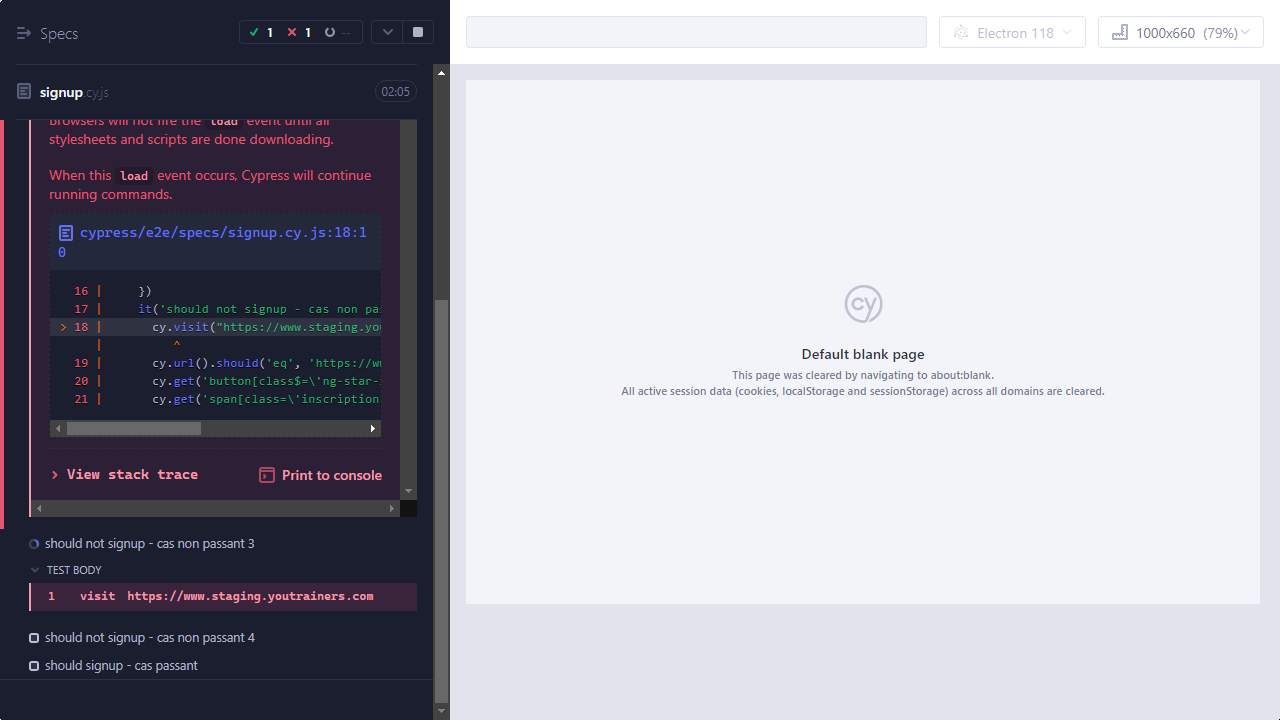 Specs
1
1
--
Electron 118
1000x660 (79%)
signup.cy.js
02:05
Browsers will not fire the load event until all
stylesheets and scripts are done downloading.
When this load event occurs, Cypress will continue
running commands.
cypress/e2e/specs/signup.cy.js:18:1
0
16 | })
17 | it('should not signup - cas non pas
> 18 | cy.visit("https://www.staging.you
| ^
19 | cy.url().should('eq', 'https://ww
20 | cy.get('button[class$=\'ng-star-
21 | cy.get('span[class=\'inscription
> View stack trace
Print to console
should not signup - cas non passant 3
TEST BODY
1 visit https://www.staging.youtrainers.com
should not signup - cas non passant 4
should signup - cas passant
cy
Default blank page
This page was cleared by navigating to about:blank.
All active session data (cookies, localStorage and sessionStorage) across all domains are cleared.